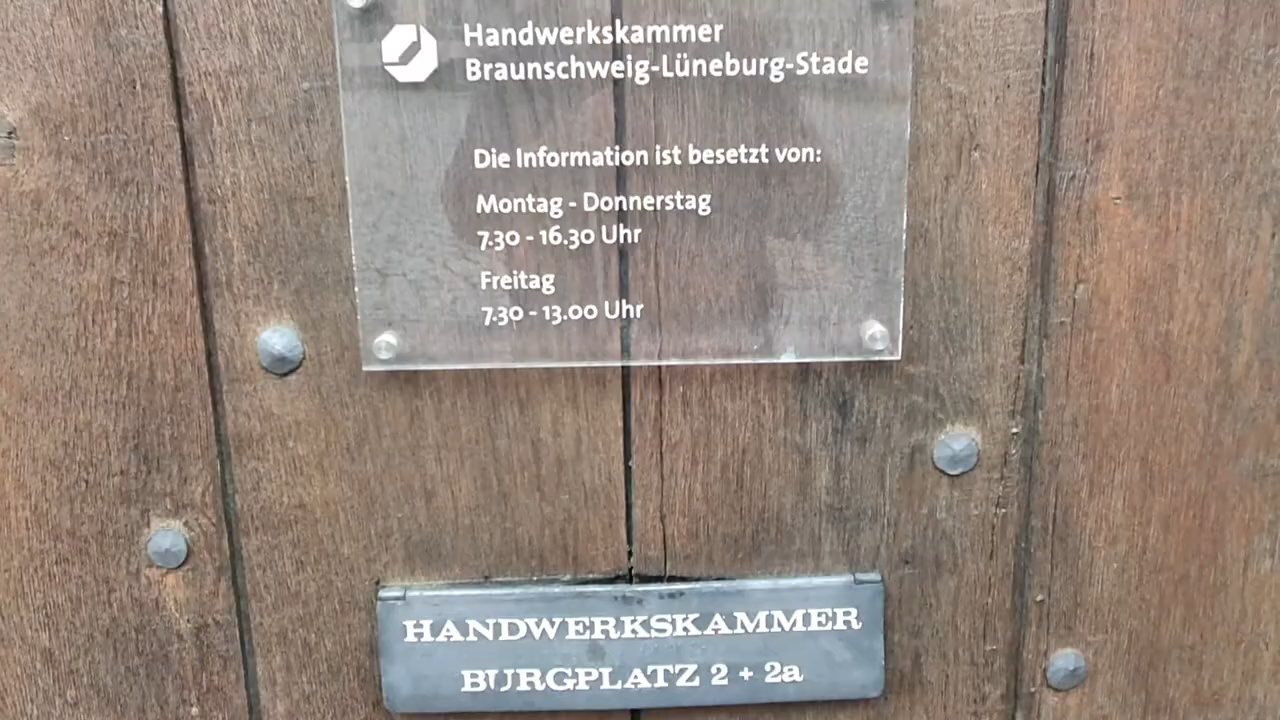 Handwerkskammer
Braunschweig-Lüneburg-Stade
Die Information ist besetzt von:
Montag - Donnerstag
7.30 - 16.30 Uhr
Freitag
7.30 - 13.00 Uhr
HANDWERKSKAMMER
BURGPLATZ 2 + 2a